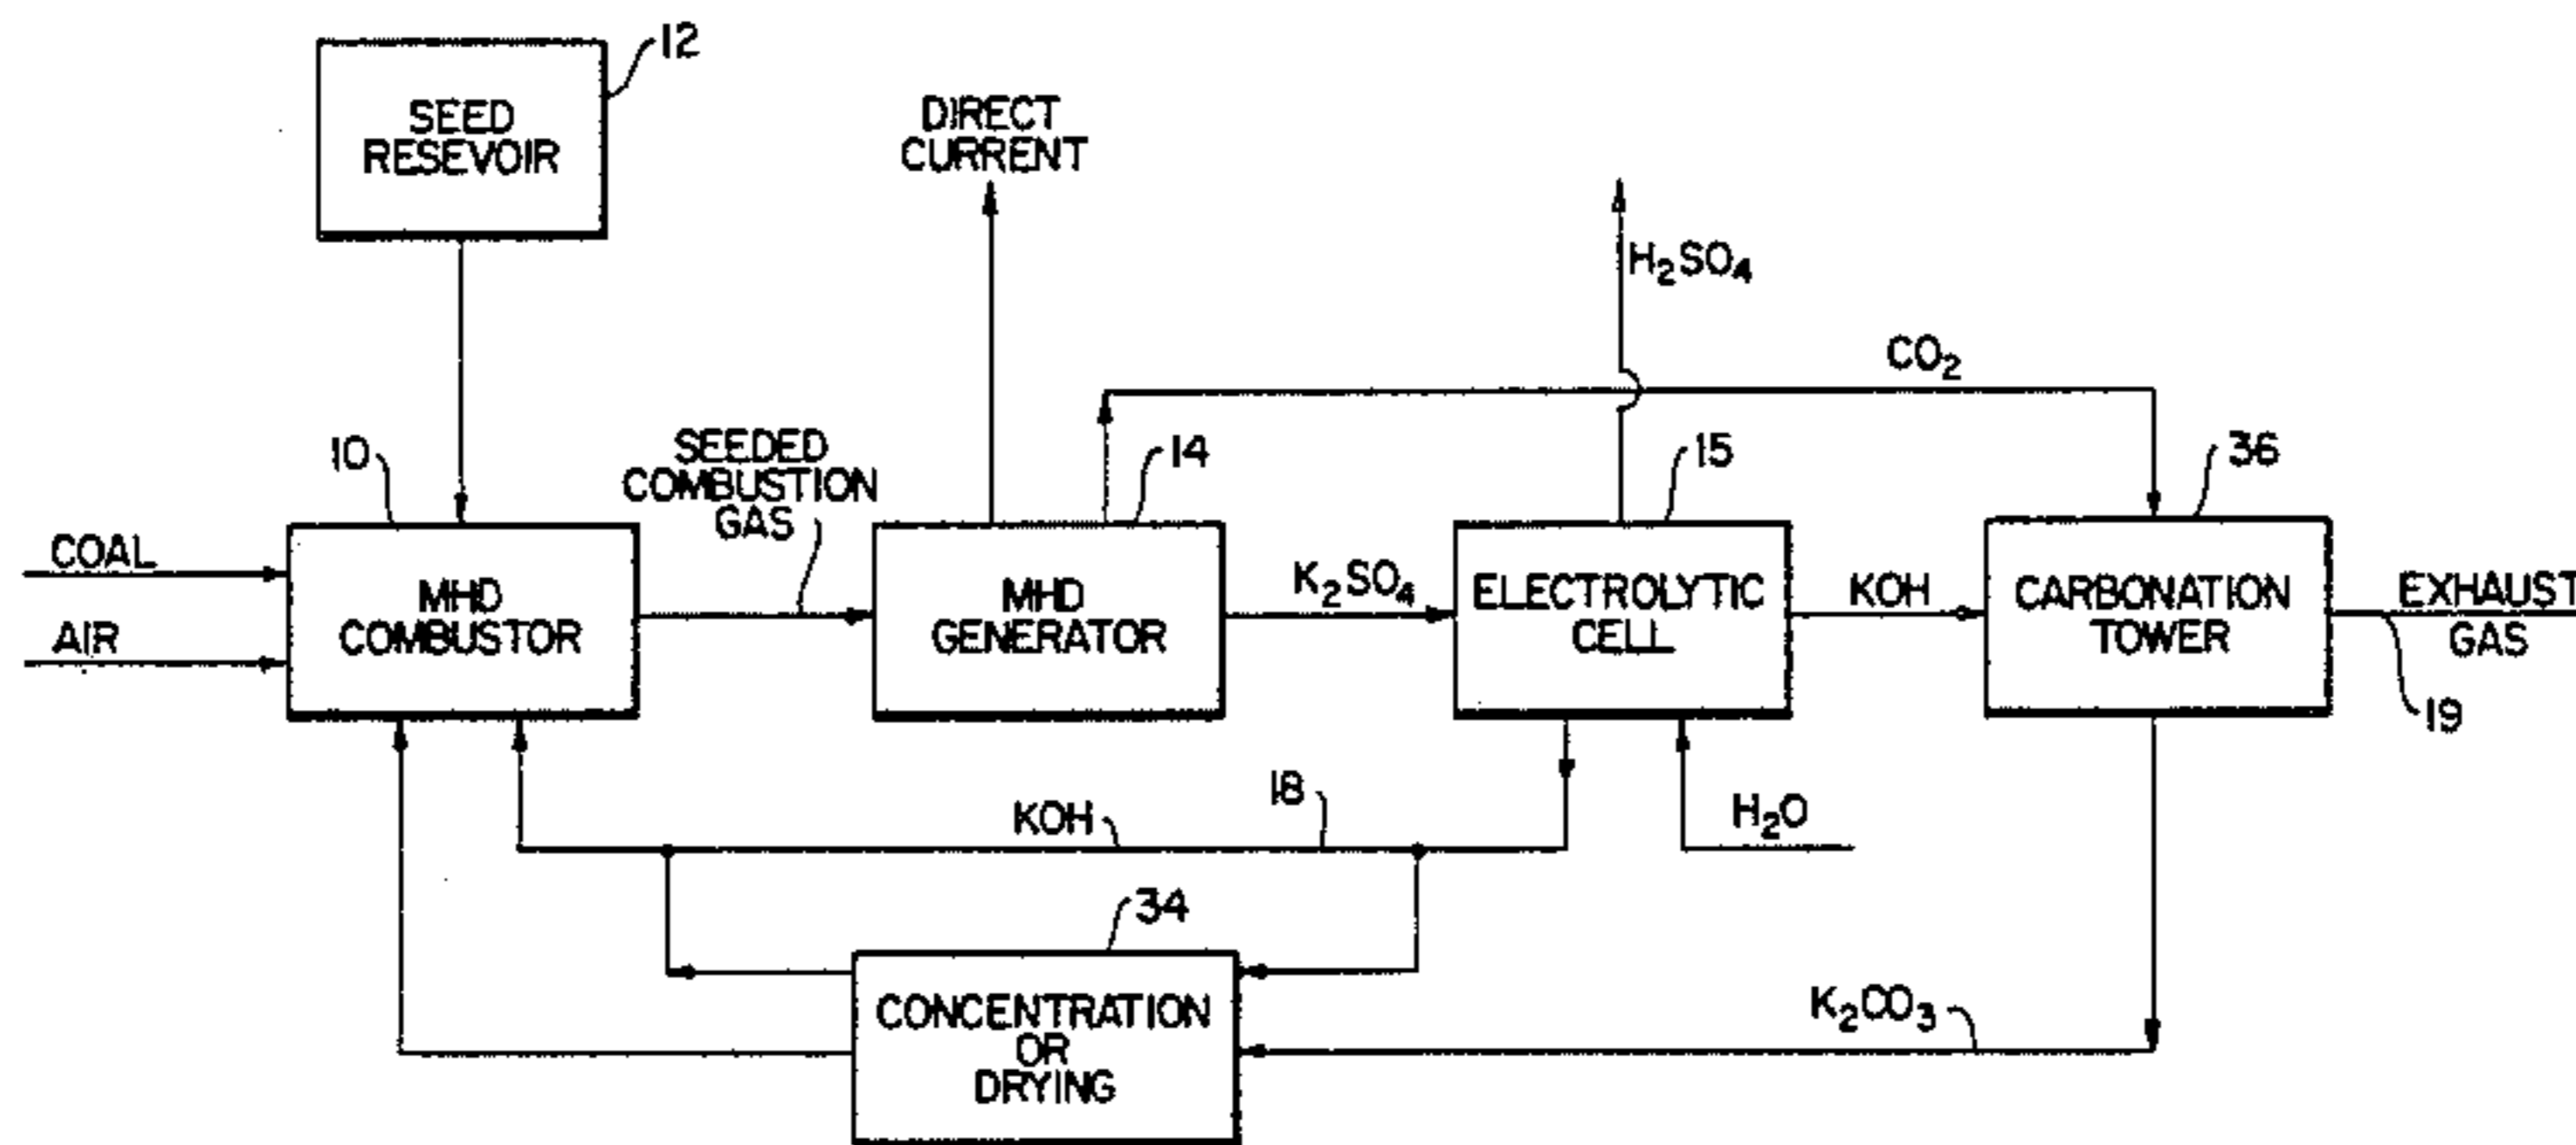 12
SEED
RESEVOIR
DIRECT
CURRENT
H₂SO₄
CO₂
10
SEEDED
COMBUSTION
GAS
14
15
36
COAL
AIR
MHD
COMBUSTOR
MHD
GENERATOR
K₂SO₄
ELECTROLYTIC
CELL
KOH
CARBONATION
TOWER
EXHAUST
GAS
19
KOH
18
H₂O
34
CONCENTRATION
OR
DRYING
K₂CO₃